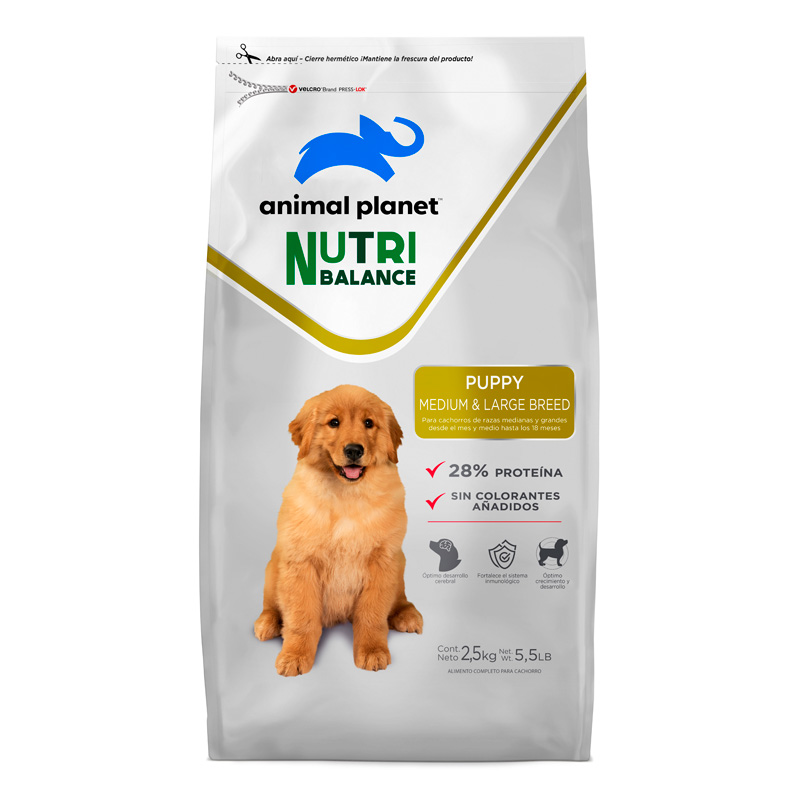 Abra aquí - Cierre hermético ¡Mantiene la frescura del producto!
VELCRO® Brand PRESS-LOK®
animal planet™
NUTRI
BALANCE
PUPPY
MEDIUM & LARGE BREED
Para cachorros de razas medianas y grandes
desde el mes y medio hasta los 18 meses
28% PROTEÍNA
SIN COLORANTES
AÑADIDOS
Óptimo desarrollo
cerebral
Fortalece el sistema
inmunológico
Óptimo
crecimiento y
desarrollo
Cont. Neto 2,5kg Net. Wt. 5,5LB
ALIMENTO COMPLETO PARA CACHORRO